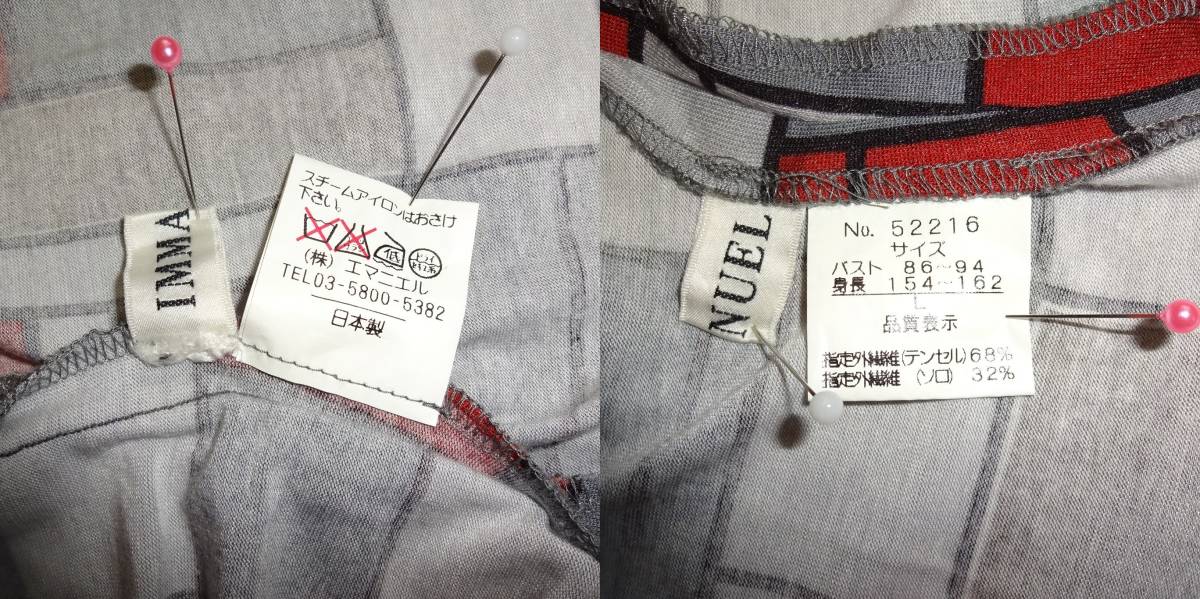 IMMA
スチームアイロンはおさけ
下さい。
低
(株) エマニエル
TEL03-5800-5382
日本製
NUEL
No. 52216
サイズ
バスト 86~94
身長 154~162
L
品質表示
指定外繊維(テンセル)68%
指定外繊維 (ソロ) 32%